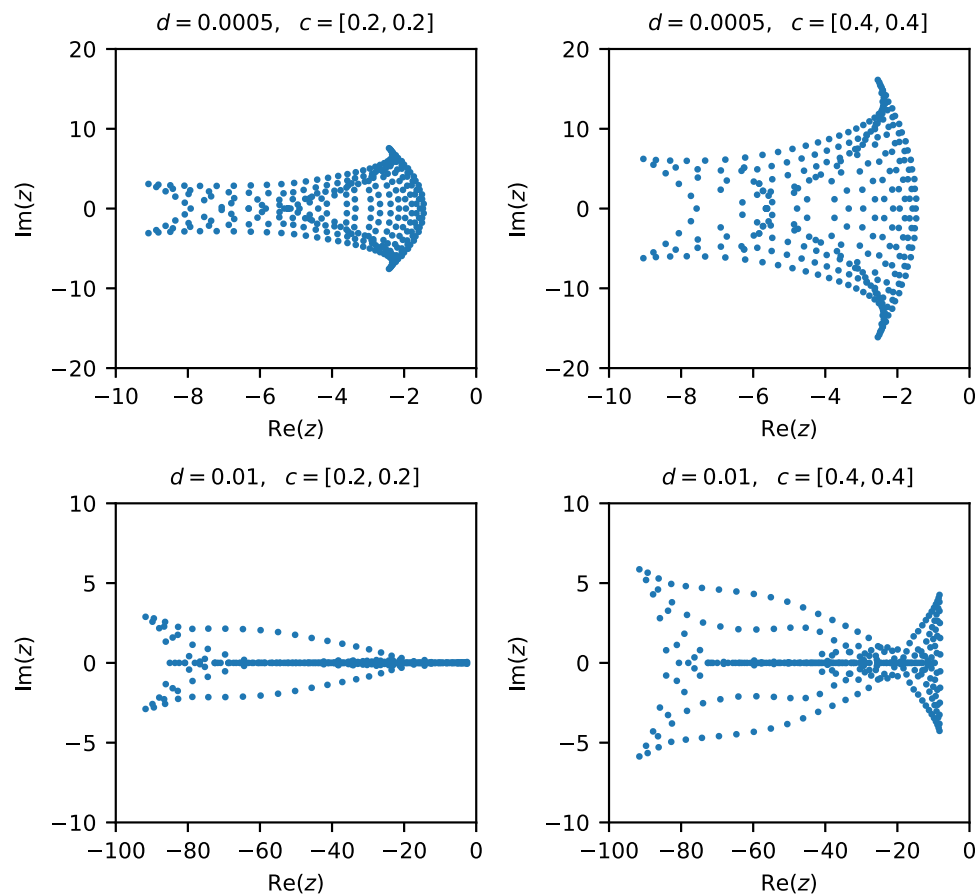 d = 0.0005, c = [0.2, 0.2]
20
10
0
−10
−20
Im(z)
−10 −8 −6 −4 −2 0
Re(z)
d = 0.0005, c = [0.4, 0.4]
20
10
0
−10
−20
Im(z)
−10 −8 −6 −4 −2 0
Re(z)
d = 0.01, c = [0.2, 0.2]
10
5
0
−5
−10
Im(z)
−100 −80 −60 −40 −20 0
Re(z)
d = 0.01, c = [0.4, 0.4]
10
5
0
−5
−10
Im(z)
−100 −80 −60 −40 −20 0
Re(z)